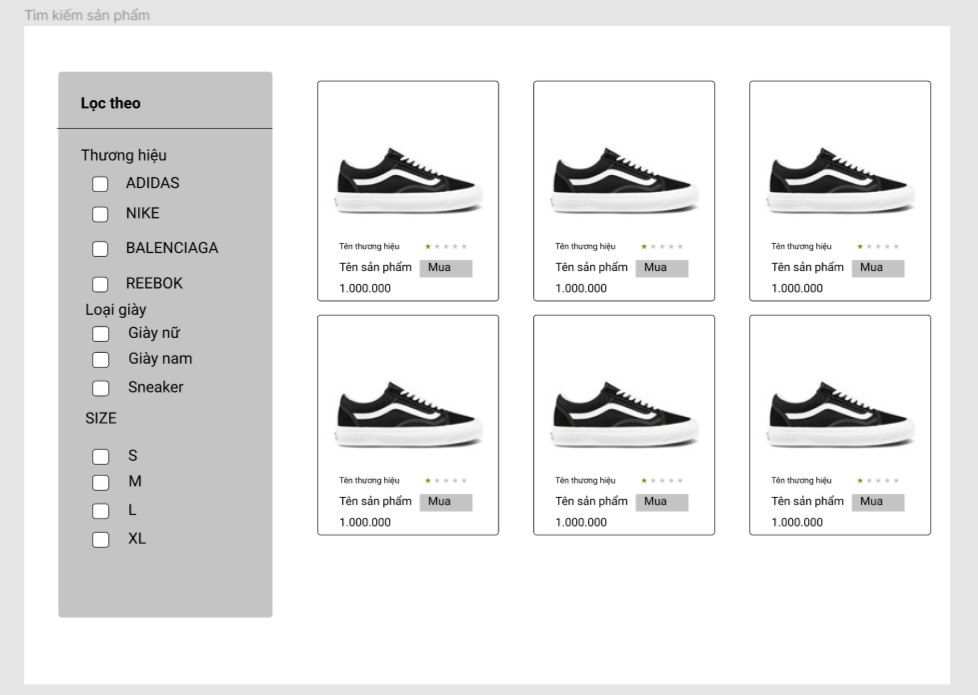 Tìm kiếm sản phẩm
Lọc theo
Thương hiệu
ADIDAS
NIKE
BALENCIAGA
REEBOK
Loại giày
Giày nữ
Giày nam
Sneaker
SIZE
S
M
L
XL
Tên thương hiệu
Tên sản phẩm Mua
1.000.000
Tên thương hiệu
Tên sản phẩm Mua
1.000.000
Tên thương hiệu
Tên sản phẩm Mua
1.000.000
Tên thương hiệu
Tên sản phẩm Mua
1.000.000
Tên thương hiệu
Tên sản phẩm Mua
1.000.000
Tên thương hiệu
Tên sản phẩm Mua
1.000.000